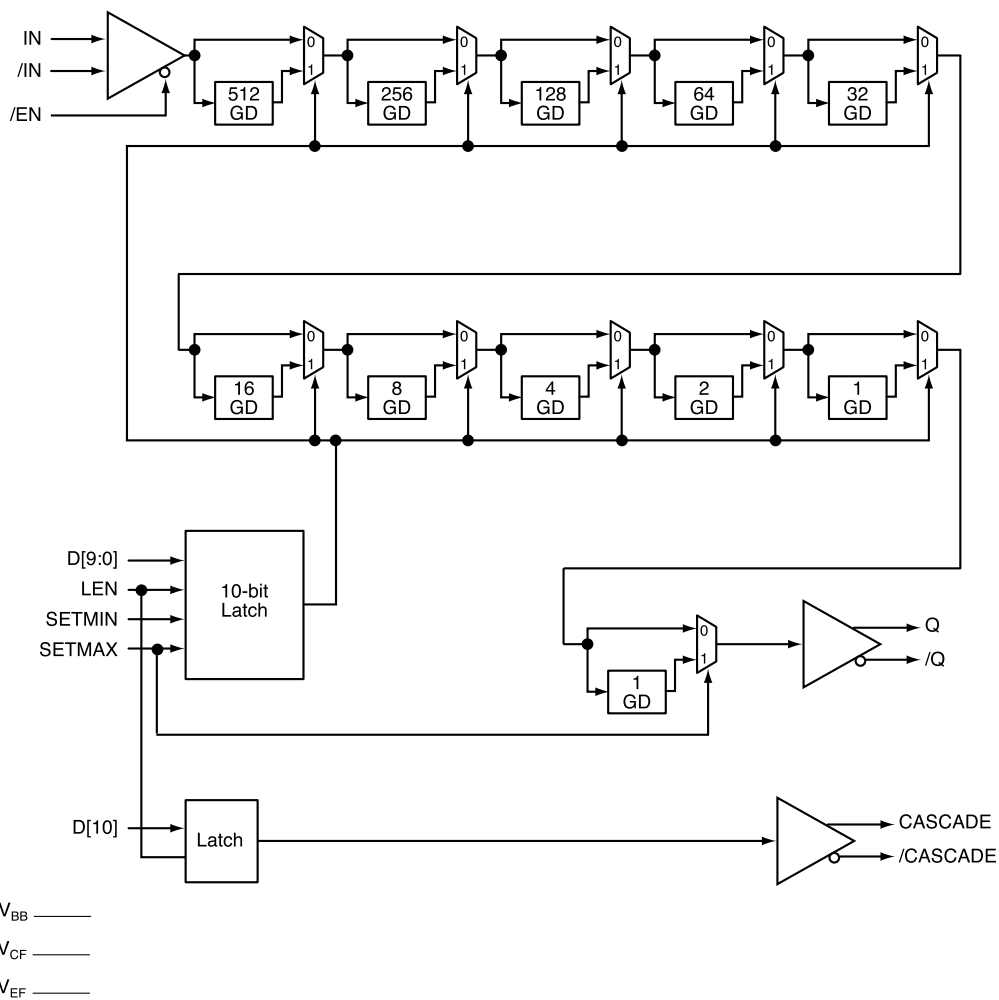 IN
/IN
/EN
0
1
512
GD
0
1
256
GD
0
1
128
GD
0
1
64
GD
0
1
32
GD
0
1
16
GD
0
1
8
GD
0
1
4
GD
0
1
2
GD
0
1
1
GD
D[9:0]
LEN
SETMIN
SETMAX
10-bit
Latch
0
1
1
GD
Q
/Q
D[10]
Latch
CASCADE
/CASCADE
VBB
VCF
VEF